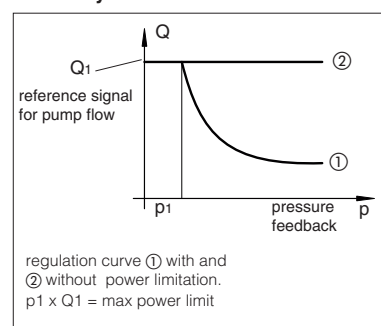 Q
Q1
②
reference signal
for pump flow
①
p1
p
pressure
feedback
regulation curve ① with and
② without power limitation.
p1 x Q1 = max power limit